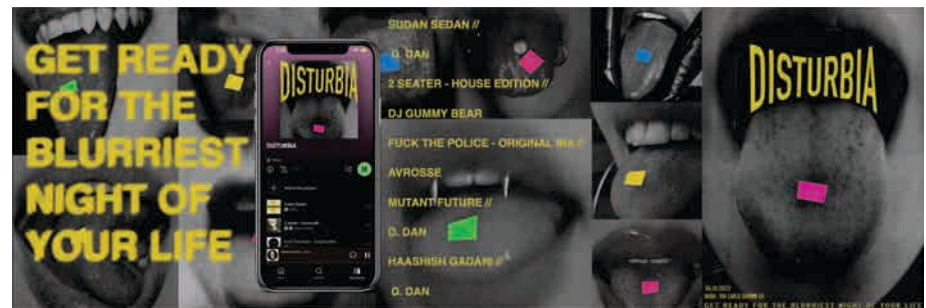 GET READY
FOR THE
BLURRIEST
NIGHT OF
YOUR LIFE
DISTURBIA
DISTURBIA
SUDAN SEDAN //
D. DAN
2 SEATER - HOUSE EDITION //
DJ GUMMY BEAR
FUCK THE POLICE - ORIGINAL MIX //
AVROSSE
MUTANT FUTURE //
D. DAN
HAASHISH GADAFII //
D. DAN
DISTURBIA
GET READY FOR THE BLURRIEST NIGHT OF YOUR LIFE